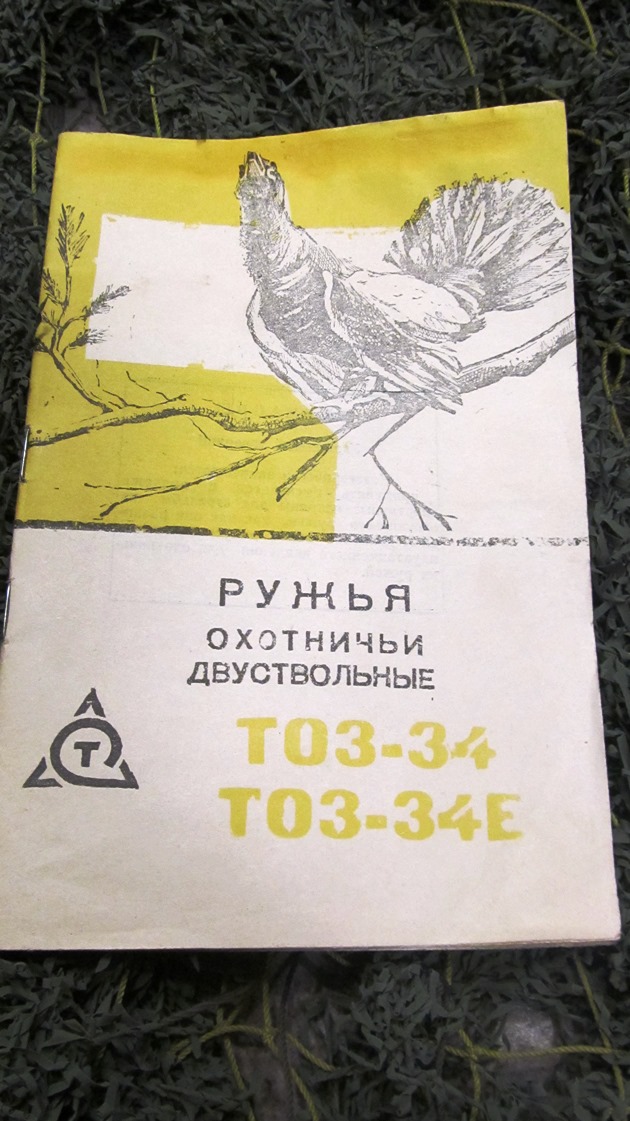 РУЖЬЯ
ОХОТНИЧЬИ
ДВУСТВОЛЬНЫЕ
Т
ТОЗ-34
ТОЗ-34Е